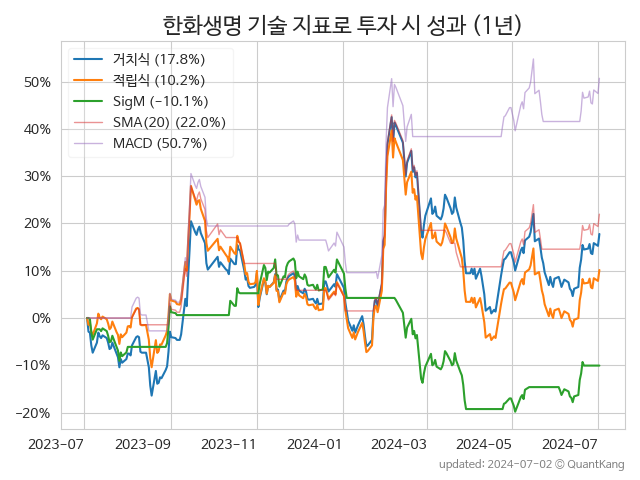 한화생명 기술 지표로 투자 시 성과 (1년)
거치식 (17.8%)
적립식 (10.2%)
SigM (−10.1%)
SMA(20) (22.0%)
MACD (50.7%)
50%
40%
30%
20%
10%
0%
−10%
−20%
2023-07
2023-09
2023-11
2024-01
2024-03
2024-05
2024-07
updated: 2024-07-02 © QuantKang